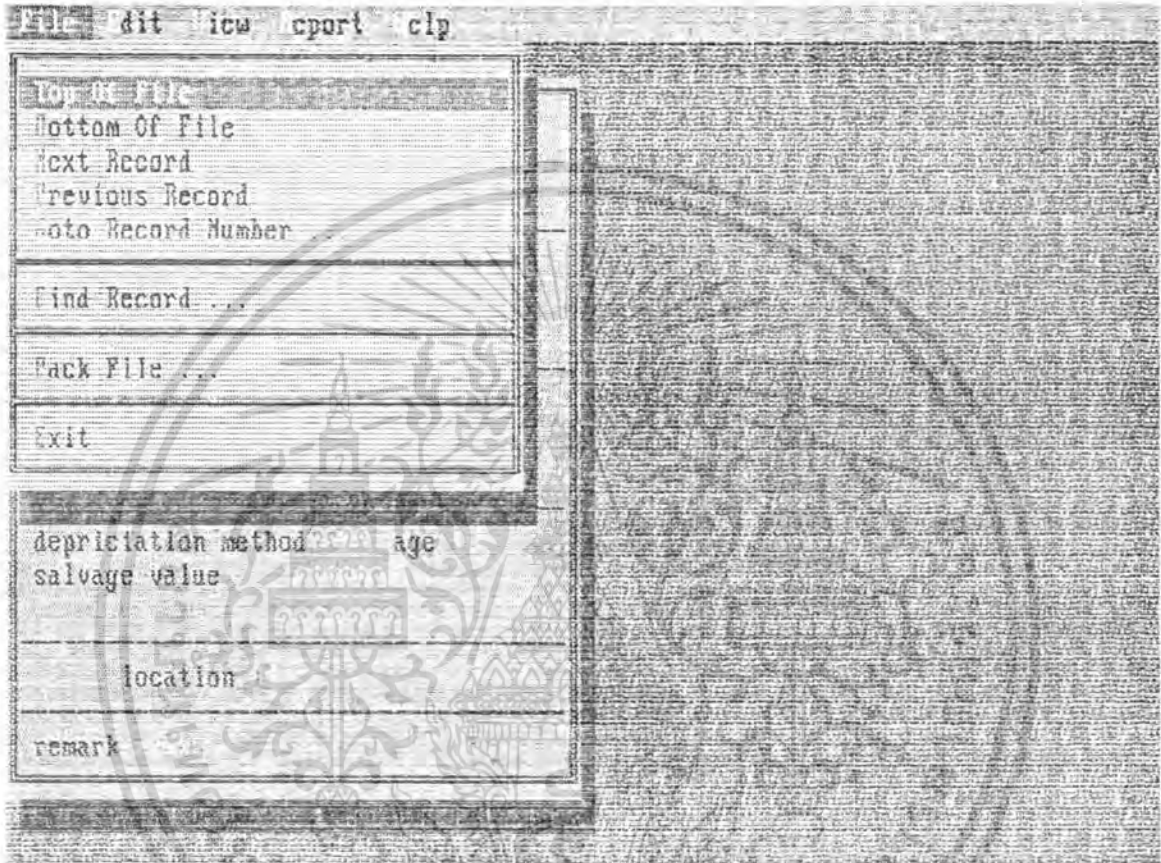 File Edit View Report Help
Top Of File
Bottom Of File
Next Record
Previous Record
Goto Record Number ...
Find Record ...
Pack File ...
Exit
depriciation method age
salvage value
location
remark